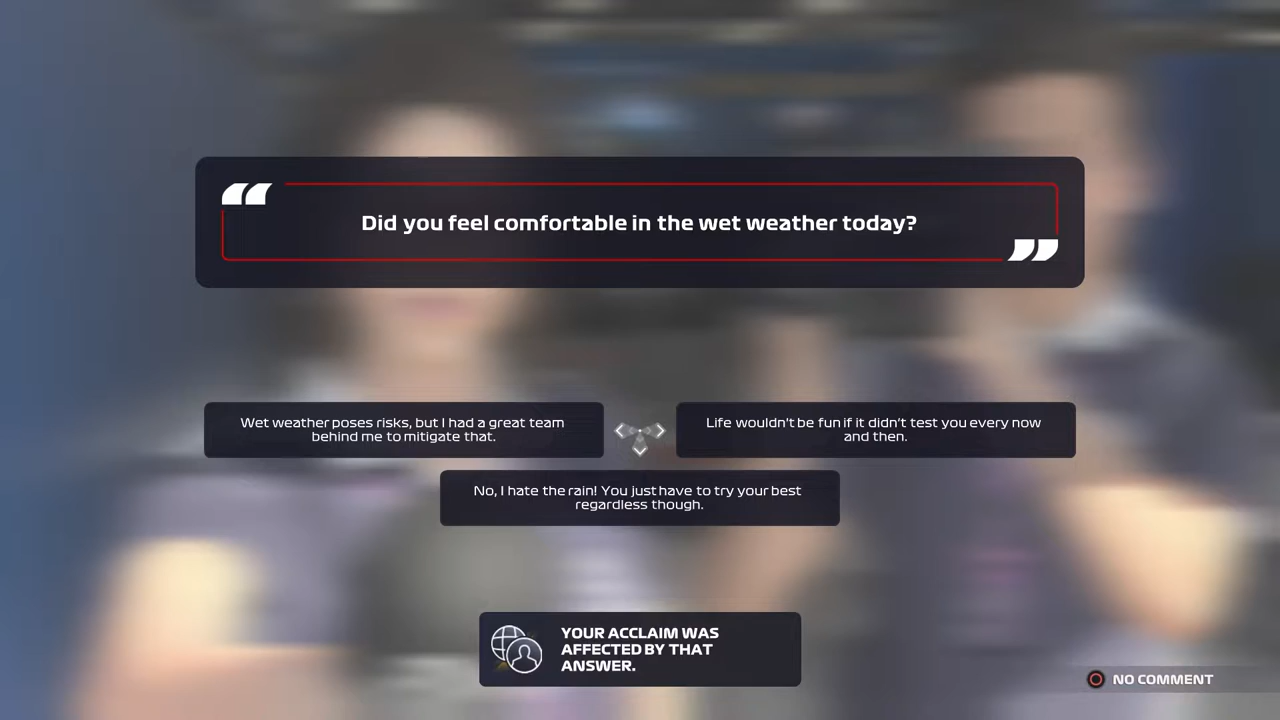 Did you feel comfortable in the wet weather today?
Wet weather poses risks, but I had a great team
behind me to mitigate that.
Life wouldn't be fun if it didn't test you every now
and then.
No, I hate the rain! You just have to try your best
regardless though.
YOUR ACCLAIM WAS
AFFECTED BY THAT
ANSWER.
NO COMMENT